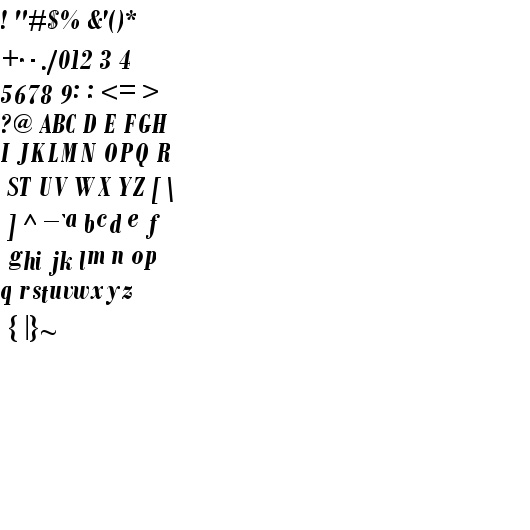 ! "#$% &'()*
+· - ./012 3 4
5678 9: : <= >
?@ ABC D E FGH
I JKLMN OPQ R
ST UV WX YZ [ \
] ^ —`a bcd e f
ghi jk lm n op
q rstuvwxyz
{ |}~